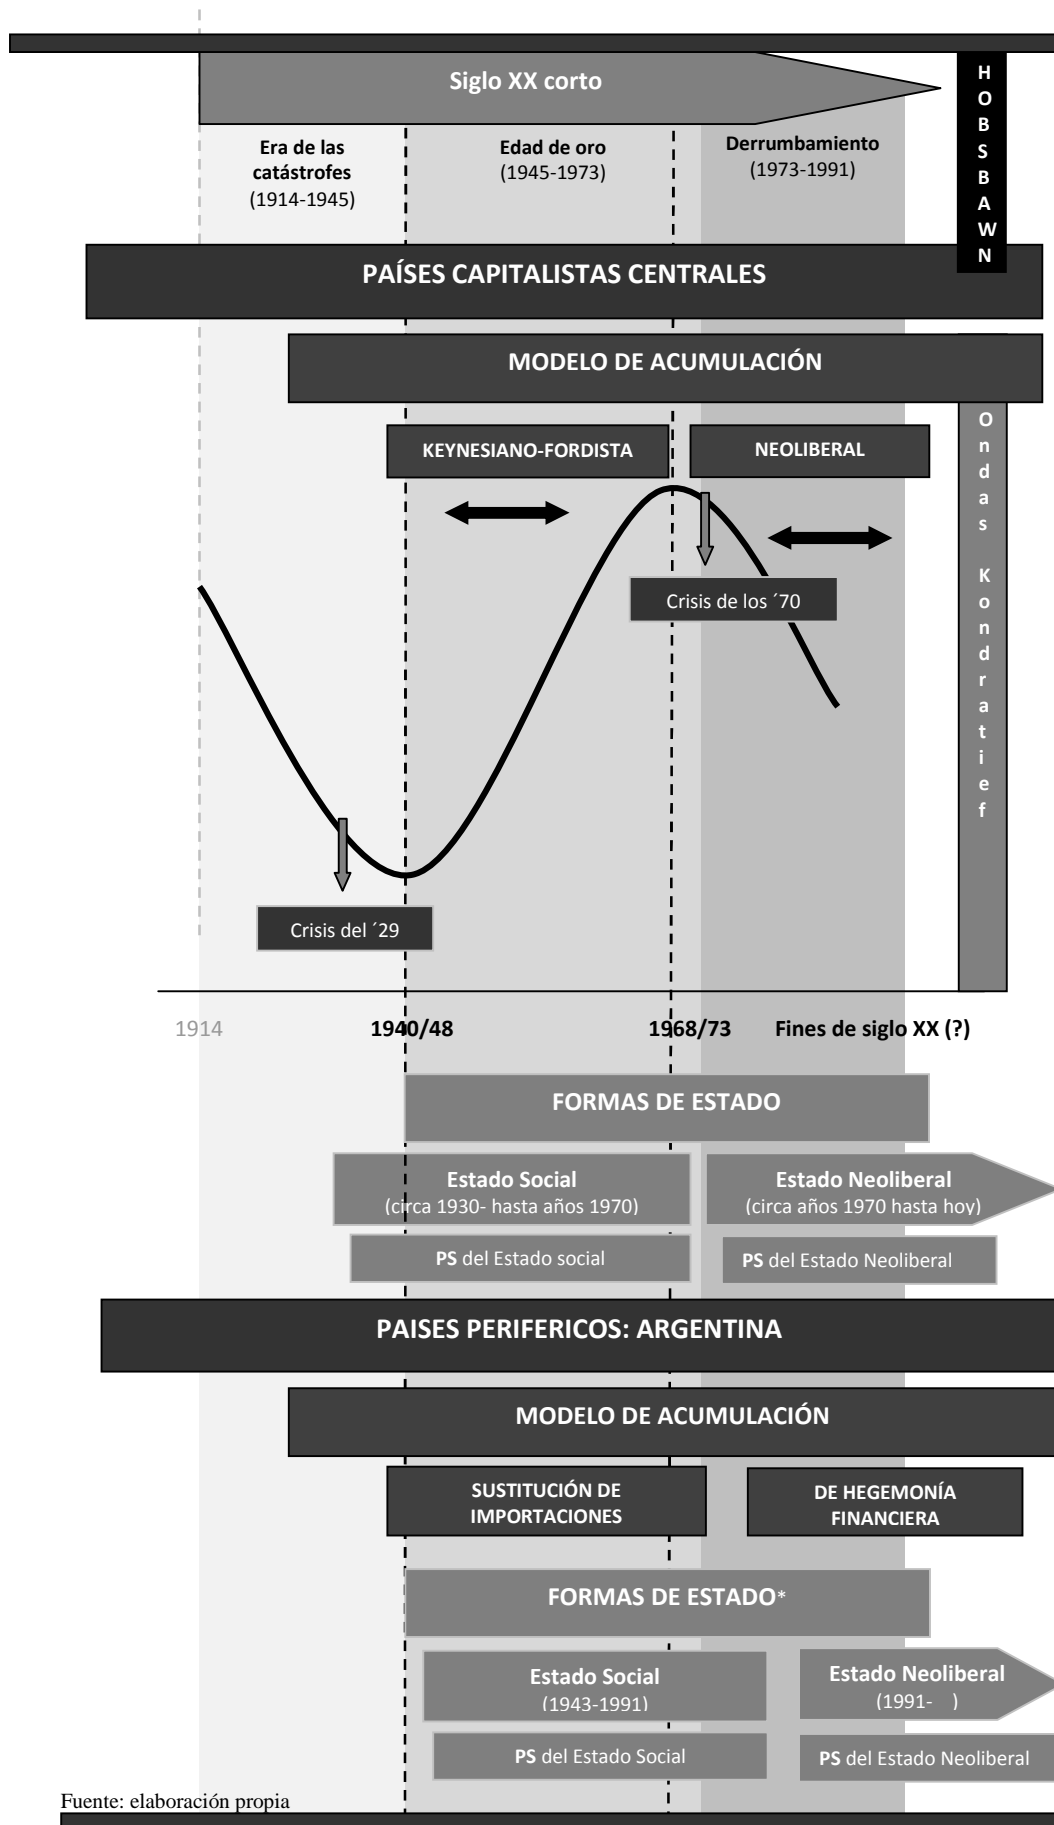 Siglo XX corto
HOBSBAWN
Era de las
catástrofes
(1914-1945)
Edad de oro
(1945-1973)
Derrumbamiento
(1973-1991)
PAÍSES CAPITALISTAS CENTRALES
MODELO DE ACUMULACIÓN
Ondas Kondratief
KEYNESIANO-FORDISTA
NEOLIBERAL
Crisis de los ´70
Crisis del ´29
1914
1940/48
1968/73
Fines de siglo XX (?)
FORMAS DE ESTADO
Estado Social
(circa 1930- hasta años 1970)
Estado Neoliberal
(circa años 1970 hasta hoy)
PS del Estado social
PS del Estado Neoliberal
PAISES PERIFERICOS: ARGENTINA
MODELO DE ACUMULACIÓN
SUSTITUCIÓN DE
IMPORTACIONES
DE HEGEMONÍA
FINANCIERA
FORMAS DE ESTADO*
Estado Social
(1943-1991)
Estado Neoliberal
(1991- )
PS del Estado Social
PS del Estado Neoliberal
Fuente: elaboración propia